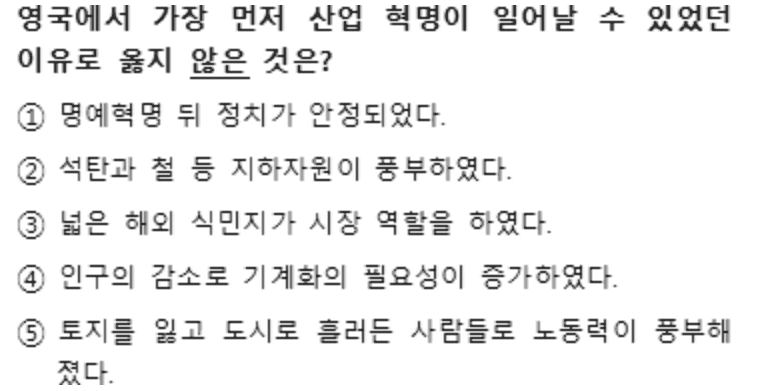 영국에서 가장 먼저 산업 혁명이 일어날 수 있었던
이유로 옳지 않은 것은?
① 명예혁명 뒤 정치가 안정되었다.
② 석탄과 철 등 지하자원이 풍부하였다.
③ 넓은 해외 식민지가 시장 역할을 하였다.
④ 인구의 감소로 기계화의 필요성이 증가하였다.
⑤ 토지를 잃고 도시로 흘러든 사람들로 노동력이 풍부해
졌다.